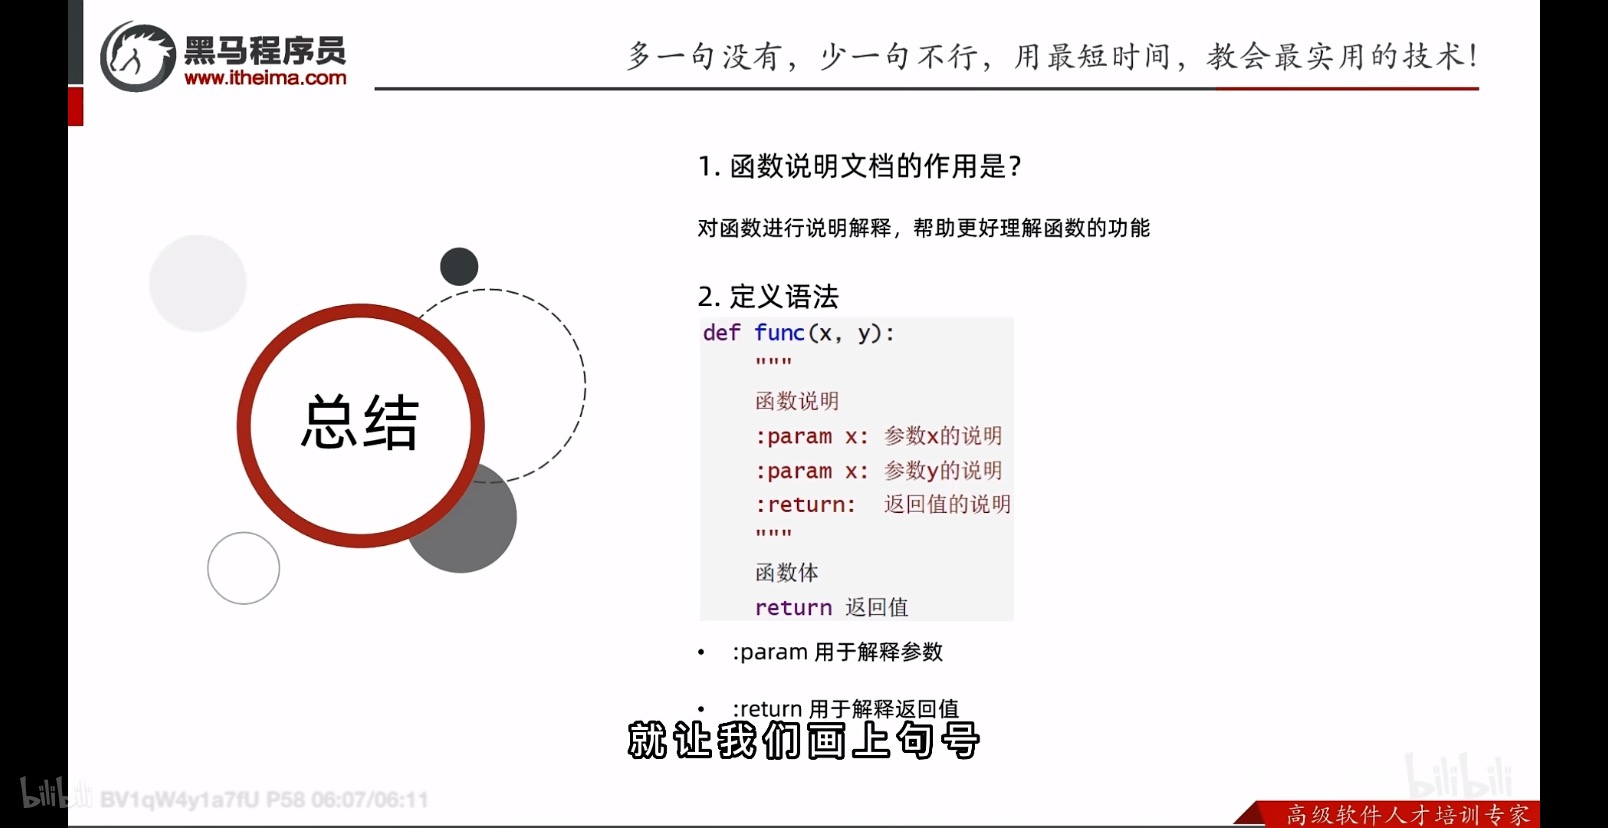 黑马程序员
www.itheima.com
多一句没有，少一句不行，用最短时间，教会最实用的技术！
1. 函数说明文档的作用是？
对函数进行说明解释，帮助更好理解函数的功能
2. 定义语法
def func(x, y):
"""
函数说明
:param x: 参数x的说明
:param x: 参数y的说明
:return: 返回值的说明
"""
函数体
return 返回值
• :param 用于解释参数
• :return 用于解释返回值
总结
就让我们画上句号
bilibili BV1qW4y1a7fU P58 06:07/06:11
bilibili
高级软件人才培训专家